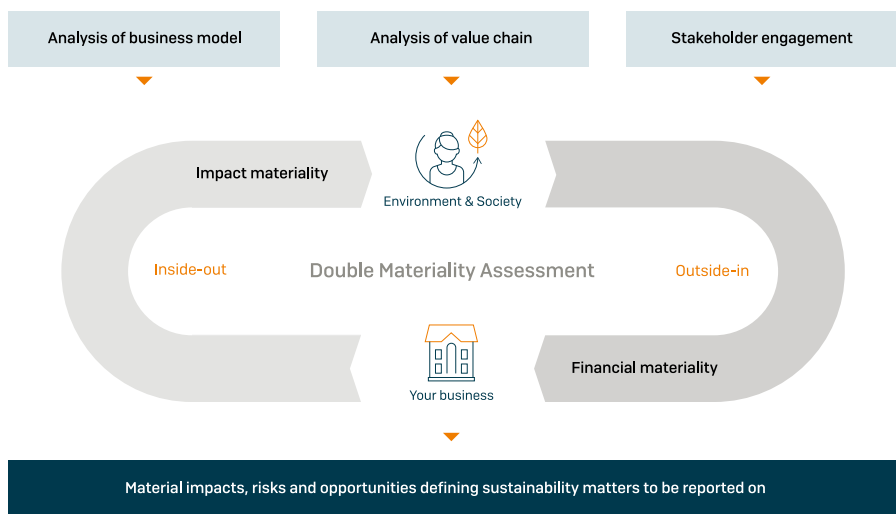 Analysis of business model
Analysis of value chain
Stakeholder engagement
Impact materiality
Environment & Society
Inside-out
Double Materiality Assessment
Outside-in
Financial materiality
Your business
Material impacts, risks and opportunities defining sustainability matters to be reported on